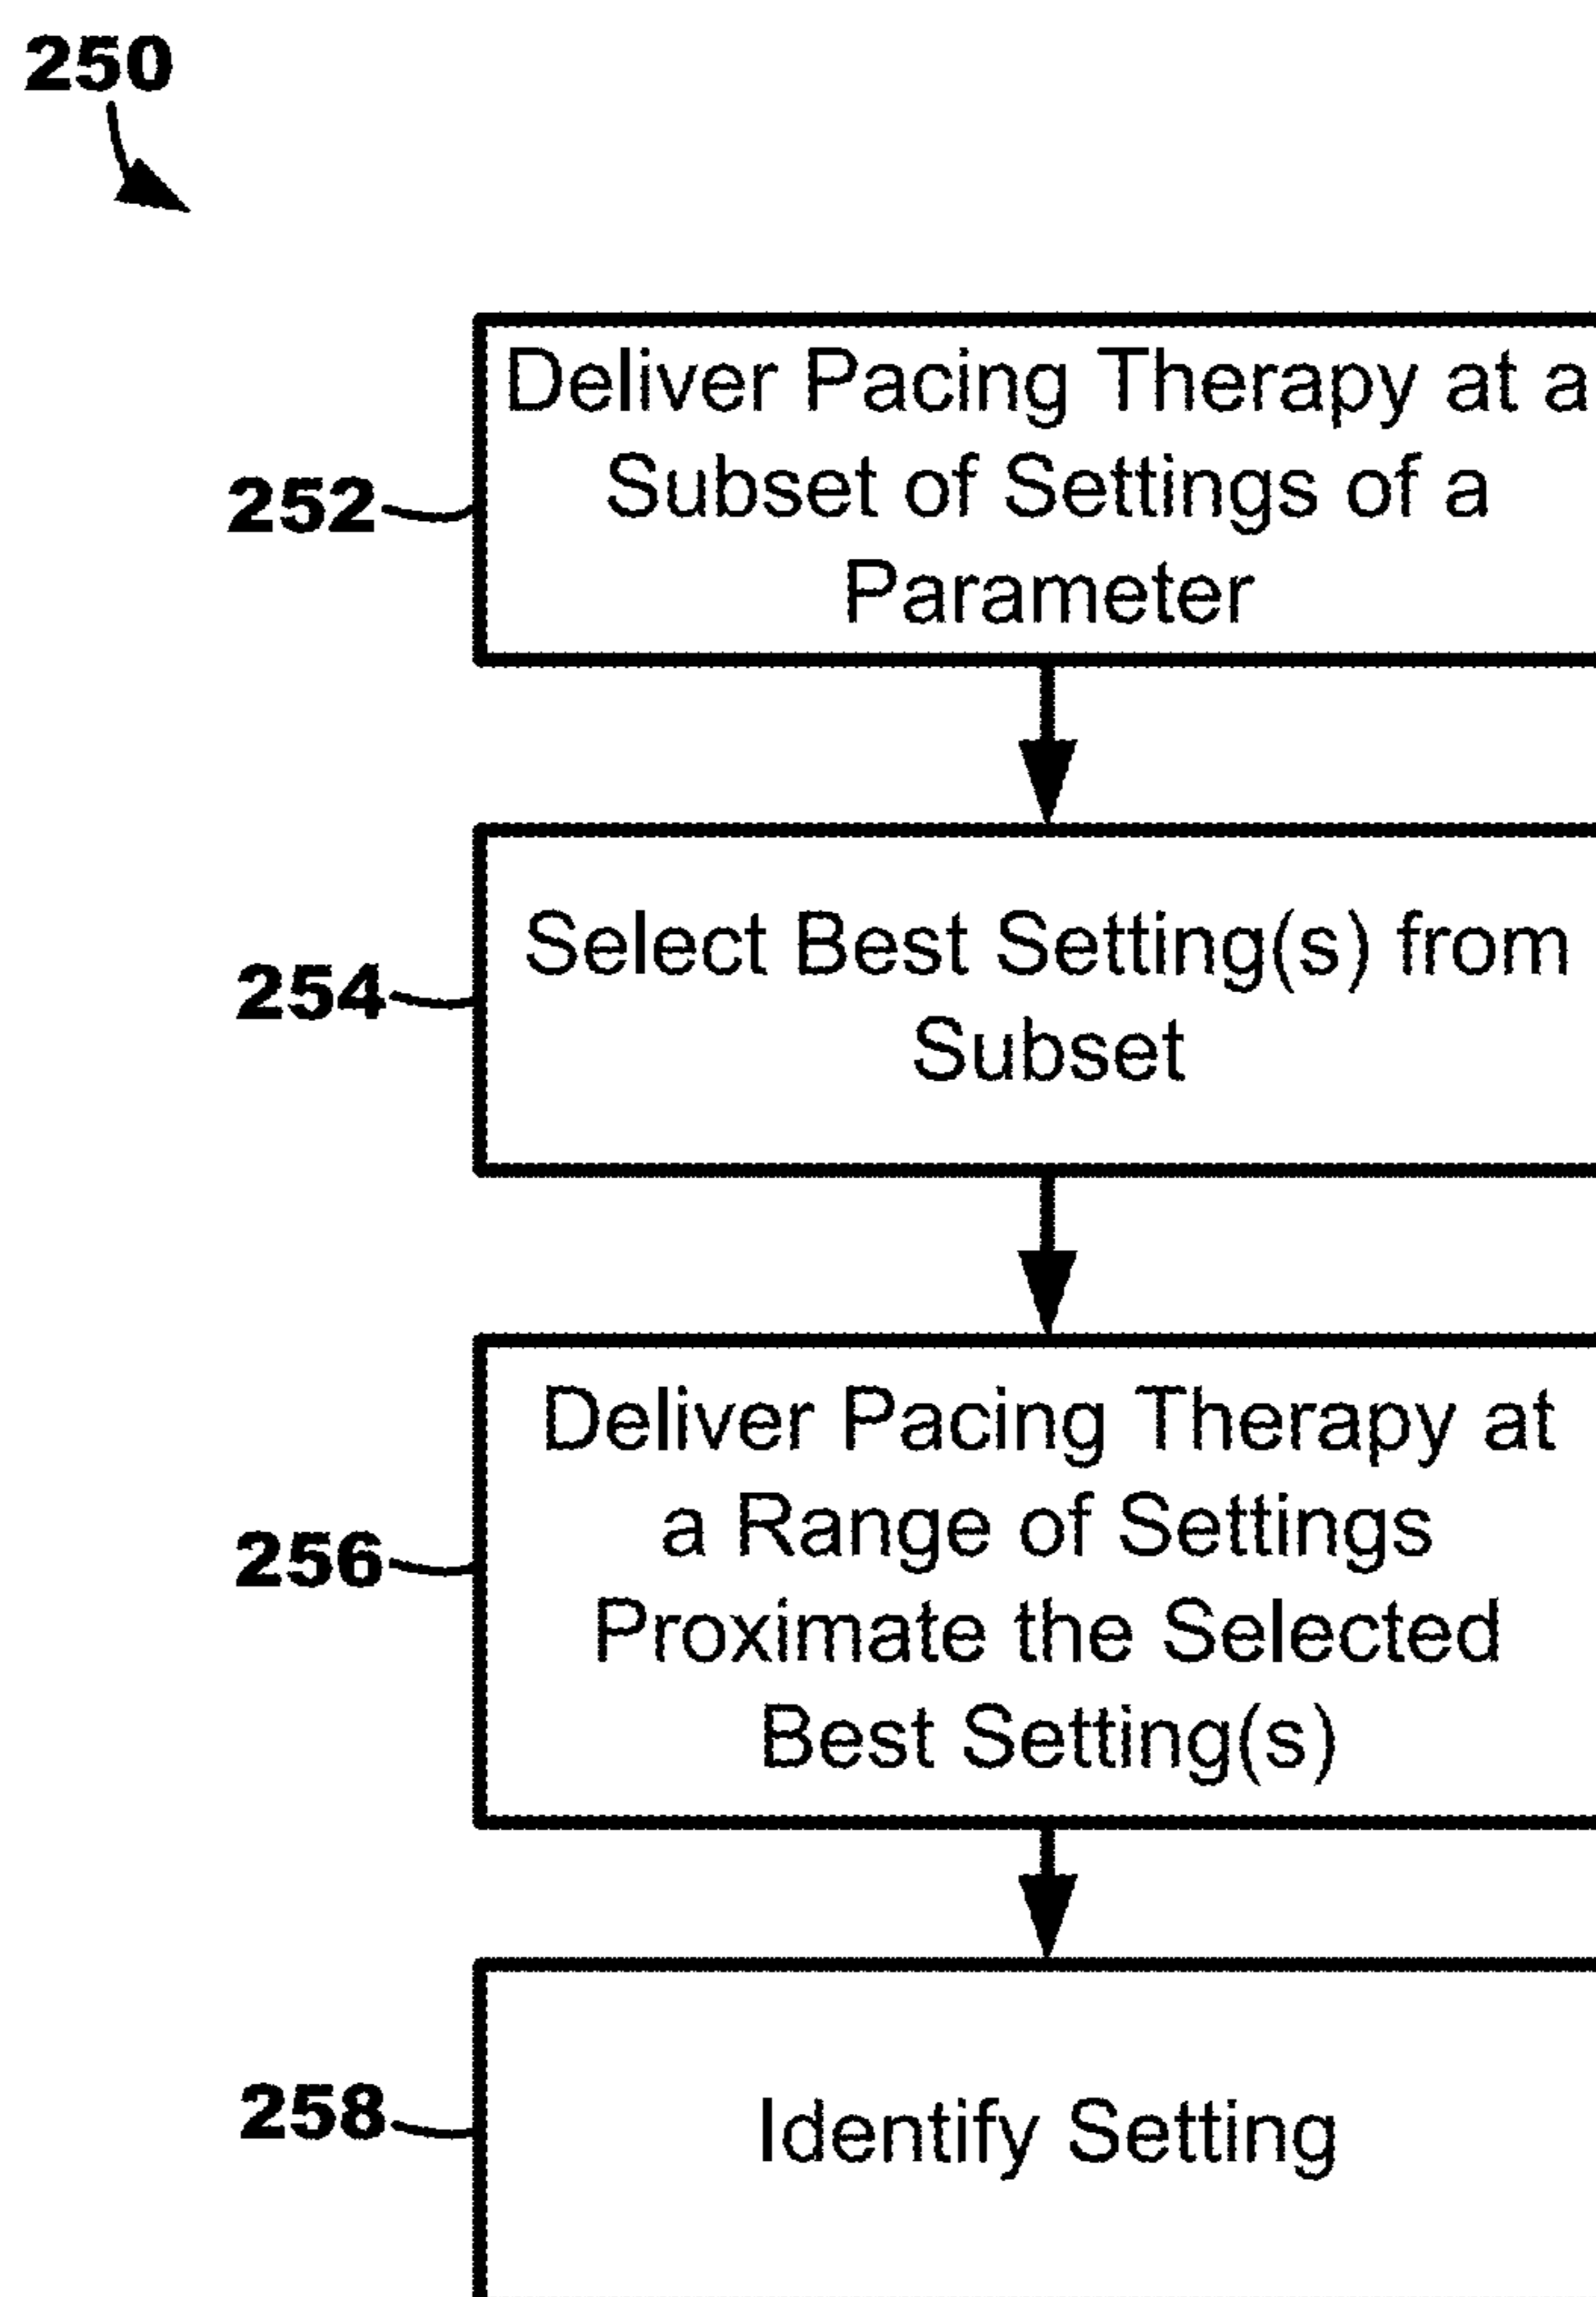 250
252
Deliver Pacing Therapy at a
Subset of Settings of a
Parameter
254
Select Best Setting(s) from
Subset
256
Deliver Pacing Therapy at
a Range of Settings
Proximate the Selected
Best Setting(s)
258
Identify Setting